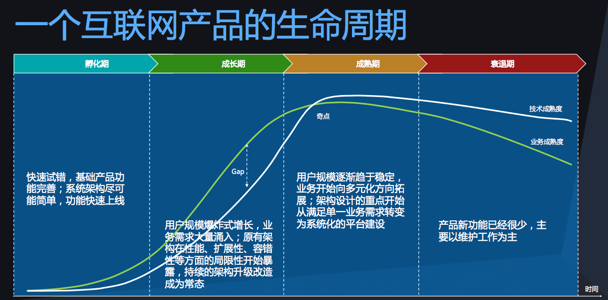 一个互联网产品的生命周期
孵化期
成长期
成熟期
衰退期
技术成熟度
奇点
业务成熟度
Gap
快速试错，基础产品功
能完善；系统架构尽可
能简单，功能快速上线
用户规模爆炸式增长，业
务需求大量涌入；原有架
构在性能、扩展性、容错
性等方面的局限性开始暴
露，持续的架构升级改造
成为常态
用户规模逐渐趋于稳定，
业务开始向多元化方向拓
展；架构设计的重点开始
从满足单一业务需求转变
为系统化的平台建设
产品新功能已经很少，主
要以维护工作为主
时间